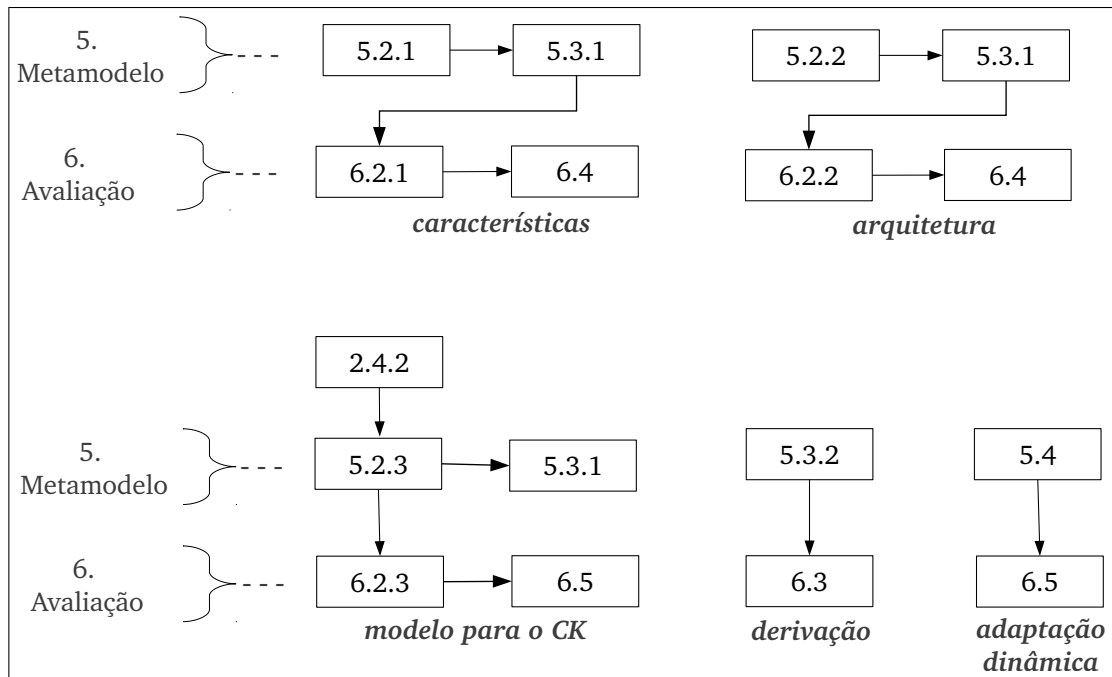 5.
Metamodelo
5.2.1
5.3.1
5.2.2
5.3.1
6.
Avaliação
6.2.1
6.4
6.2.2
6.4
característícas
arquitetura
2.4.2
5.
Metamodelo
5.2.3
5.3.1
5.3.2
5.4
6.
Avaliação
6.2.3
6.5
6.3
6.5
modelo para o CK
derivação
adaptação
dinâmica